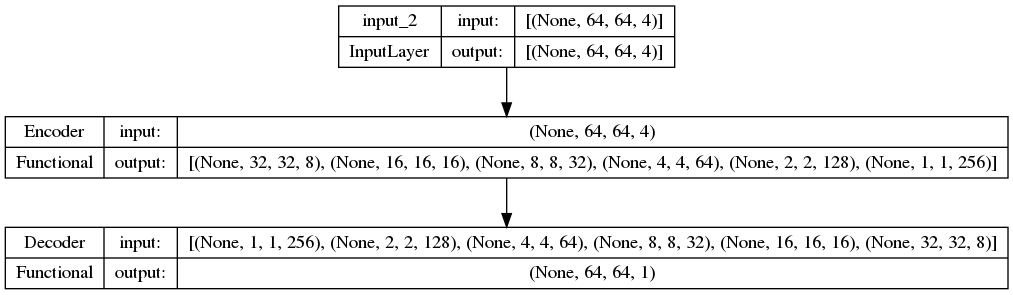 input_2 input: [(None, 64, 64, 4)]
InputLayer output: [(None, 64, 64, 4)]
Encoder input: (None, 64, 64, 4)
Functional output: [(None, 32, 32, 8), (None, 16, 16, 16), (None, 8, 8, 32), (None, 4, 4, 64), (None, 2, 2, 128), (None, 1, 1, 256)]
Decoder input: [(None, 1, 1, 256), (None, 2, 2, 128), (None, 4, 4, 64), (None, 8, 8, 32), (None, 16, 16, 16), (None, 32, 32, 8)]
Functional output: (None, 64, 64, 1)